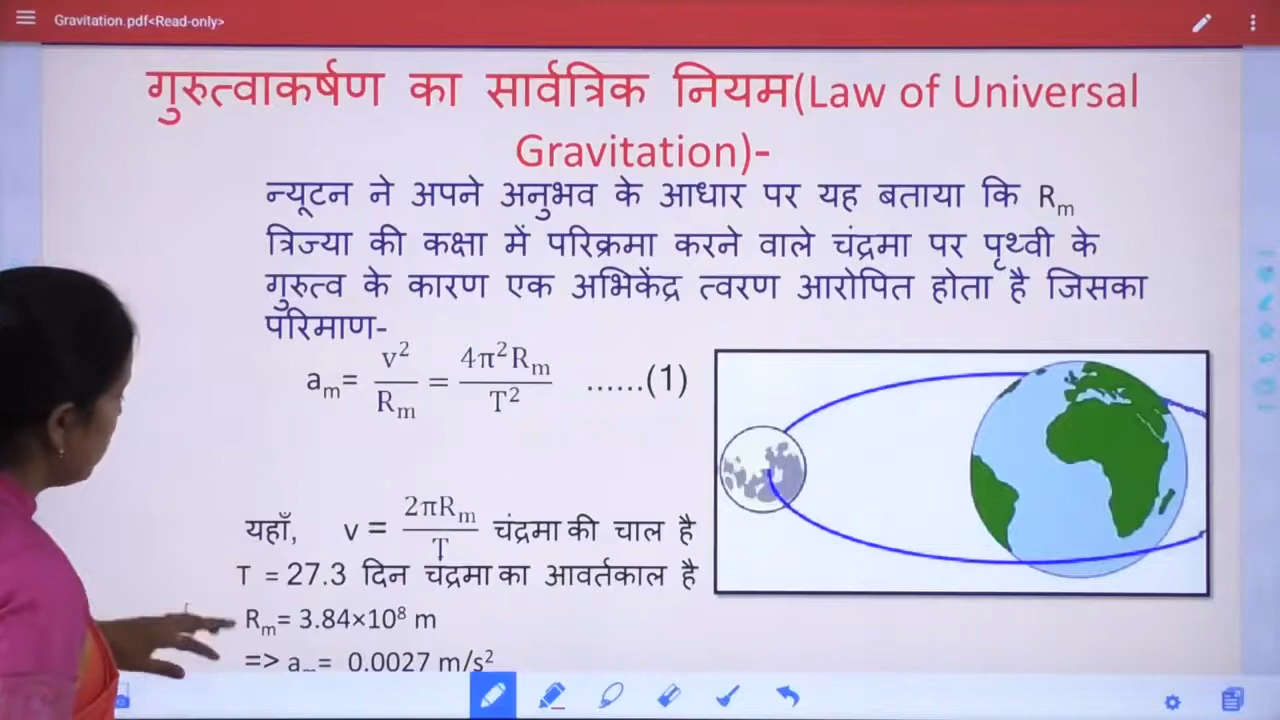 Gravitation.pdf<Read-only>
गुरुत्वाकर्षण का सार्वत्रिक नियम(Law of Universal
Gravitation)-
न्यूटन ने अपने अनुभव के आधार पर यह बताया कि Rₘ
त्रिज्या की कक्षा में परिक्रमा करने वाले चंद्रमा पर पृथ्वी के
गुरुत्व के कारण एक अभिकेंद्र त्वरण आरोपित होता है जिसका
परिमाण-
aₘ= v²/Rₘ = 4π²Rₘ/T² ......(1)
यहाँ, v = 2πRₘ/T चंद्रमा की चाल है
T = 27.3 दिन चंद्रमा का आवर्तकाल है
Rₘ= 3.84×10⁸ m
=> aₘ= 0.0027 m/s²